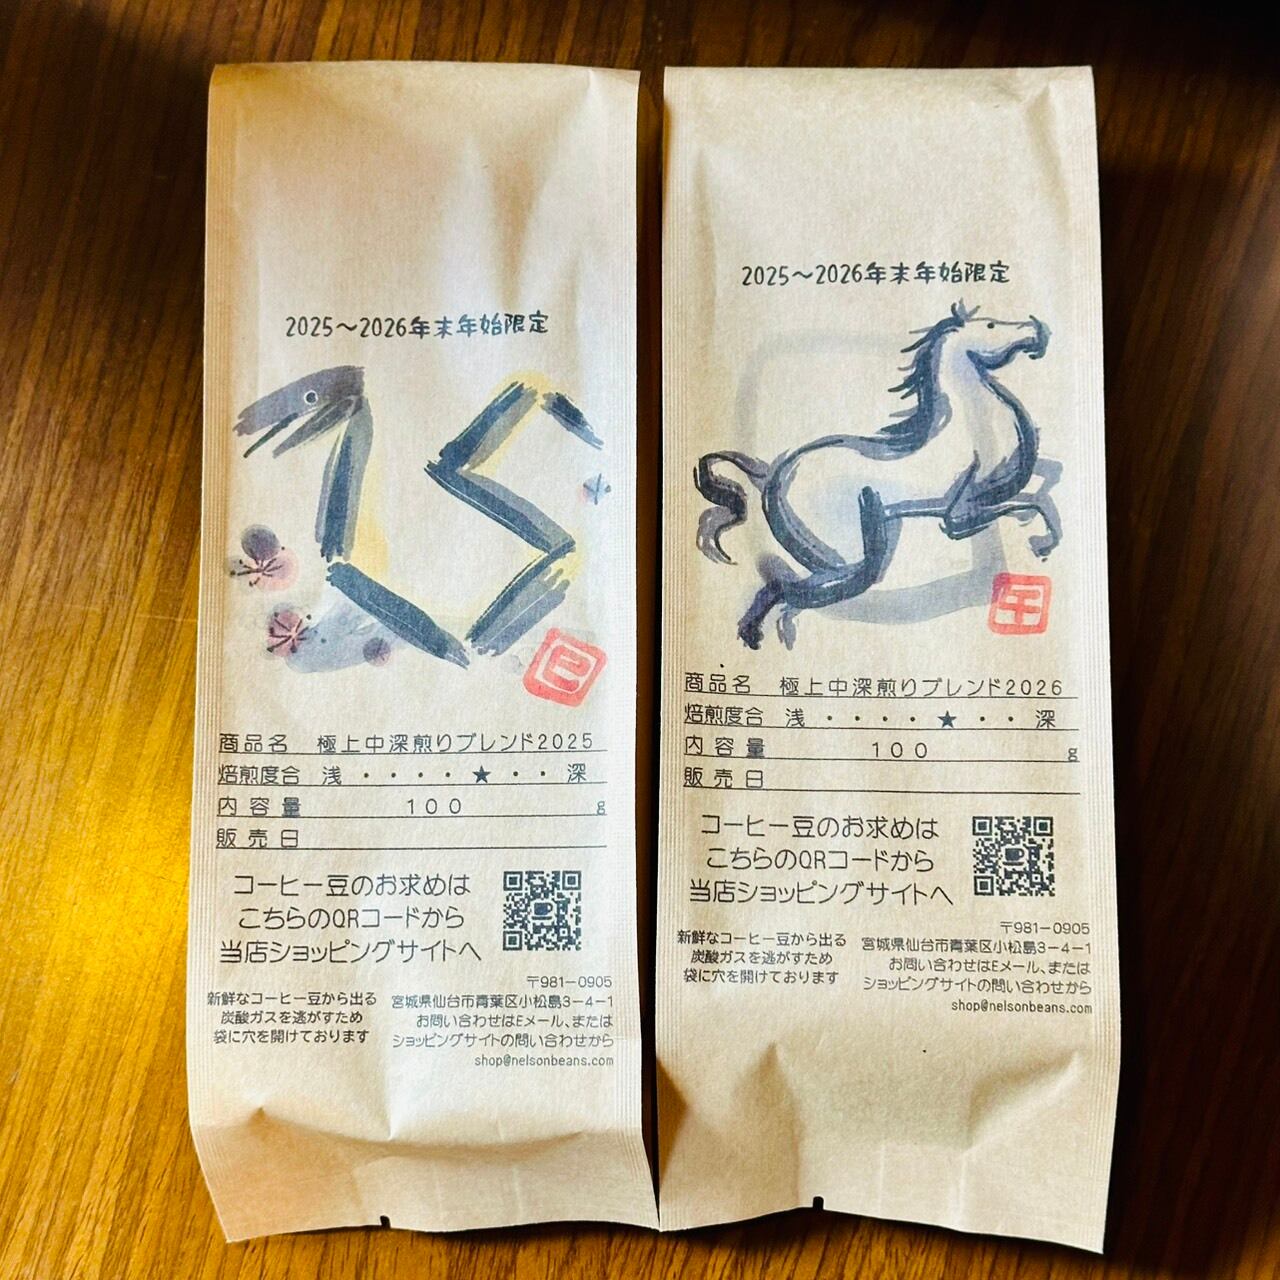 2025～2026年末年始限定
巳
商品名 極上中深煎りブレンド2025
焙煎度合 浅 ・・・・★・・ 深
内容量 100 g
販売日
コーヒー豆のお求めは
こちらのQRコードから
当店ショッピングサイトへ
新鮮なコーヒー豆から出る
炭酸ガスを逃がすため
袋に穴を開けております
〒981-0905
宮城県仙台市青葉区小松島3-4-1
お問い合わせはEメール、または
ショッピングサイトの問い合わせから
shop@nelsonbeans.com
2025～2026年末年始限定
午
商品名 極上中深煎りブレンド2026
焙煎度合 浅 ・・・・★・・ 深
内容量 100 g
販売日
コーヒー豆のお求めは
こちらのQRコードから
当店ショッピングサイトへ
新鮮なコーヒー豆から出る
炭酸ガスを逃がすため
袋に穴を開けております
〒981-0905
宮城県仙台市青葉区小松島3-4-1
お問い合わせはEメール、または
ショッピングサイトの問い合わせから
shop@nelsonbeans.com